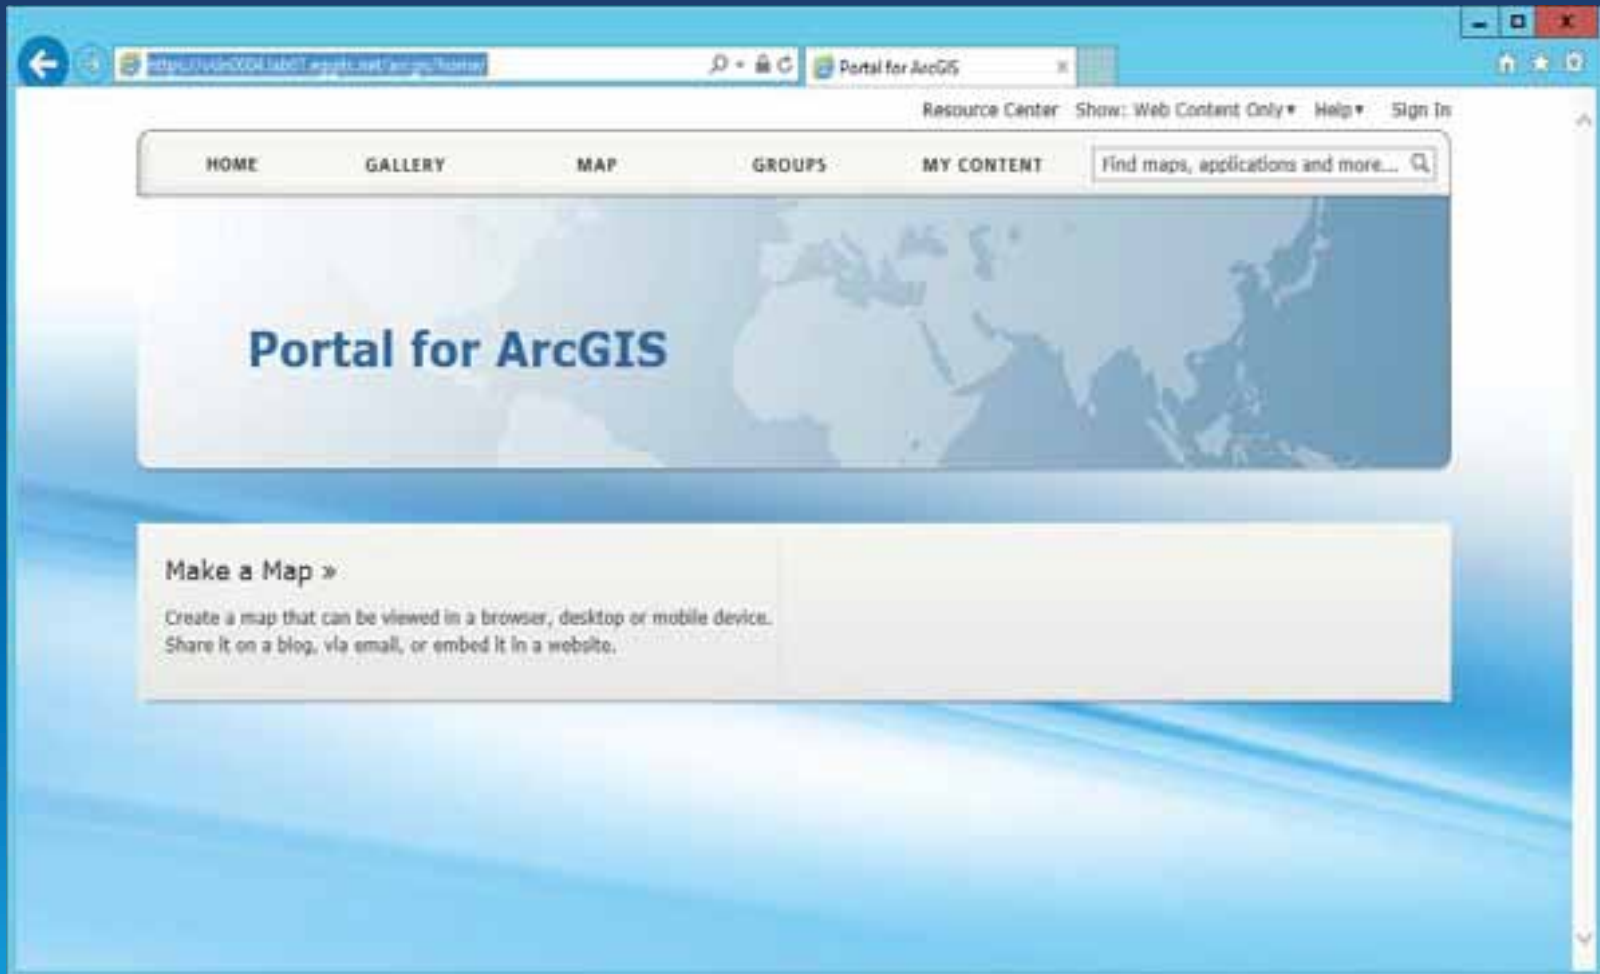 Portal for ArcGIS
Resource Center Show: Web Content Only Help Sign In
HOME GALLERY MAP GROUPS MY CONTENT Find maps, applications and more...
Portal for ArcGIS
Make a Map »
Create a map that can be viewed in a browser, desktop or mobile device.
Share it on a blog, via email, or embed it in a website.